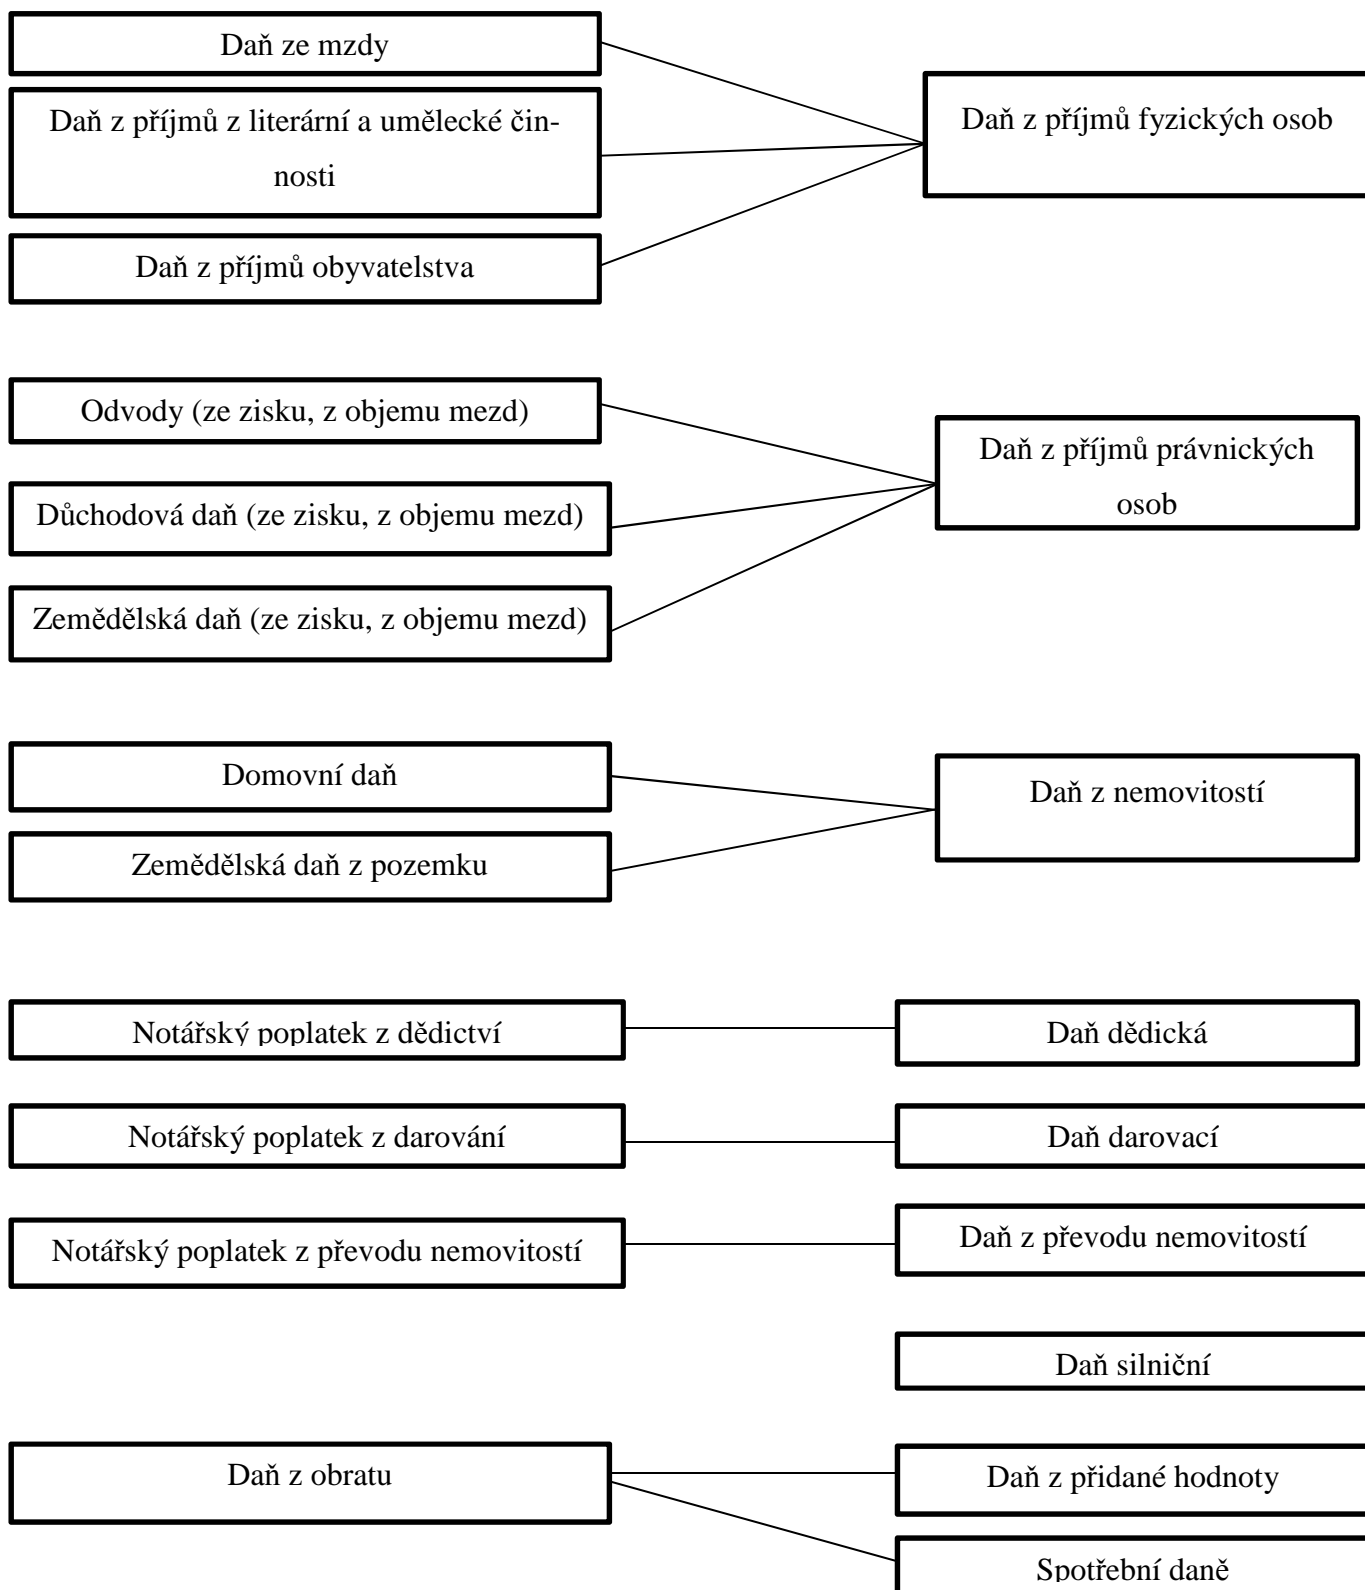 Daň ze mzdy
Daň z příjmů z literární a umělecké čin-
nosti
Daň z příjmů obyvatelstva
Daň z příjmů fyzických osob
Odvody (ze zisku, z objemu mezd)
Důchodová daň (ze zisku, z objemu mezd)
Zemědělská daň (ze zisku, z objemu mezd)
Daň z příjmů právnických
osob
Domovní daň
Zemědělská daň z pozemku
Daň z nemovitostí
Notářský poplatek z dědictví
Daň dědická
Notářský poplatek z darování
Daň darovací
Notářský poplatek z převodu nemovitostí
Daň z převodu nemovitostí
Daň silniční
Daň z obratu
Daň z přidané hodnoty
Spotřební daně